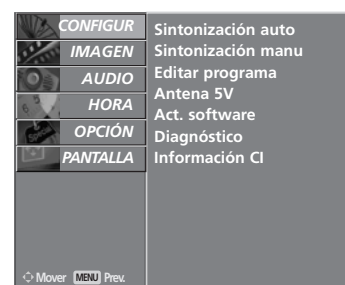 CONFIGUR
IMAGEN
AUDIO
HORA
OPCIÓN
PANTALLA
Sintonización auto
Sintonización manu
Editar programa
Antena 5V
Act. software
Diagnóstico
Información CI
Mover MENU Prev.